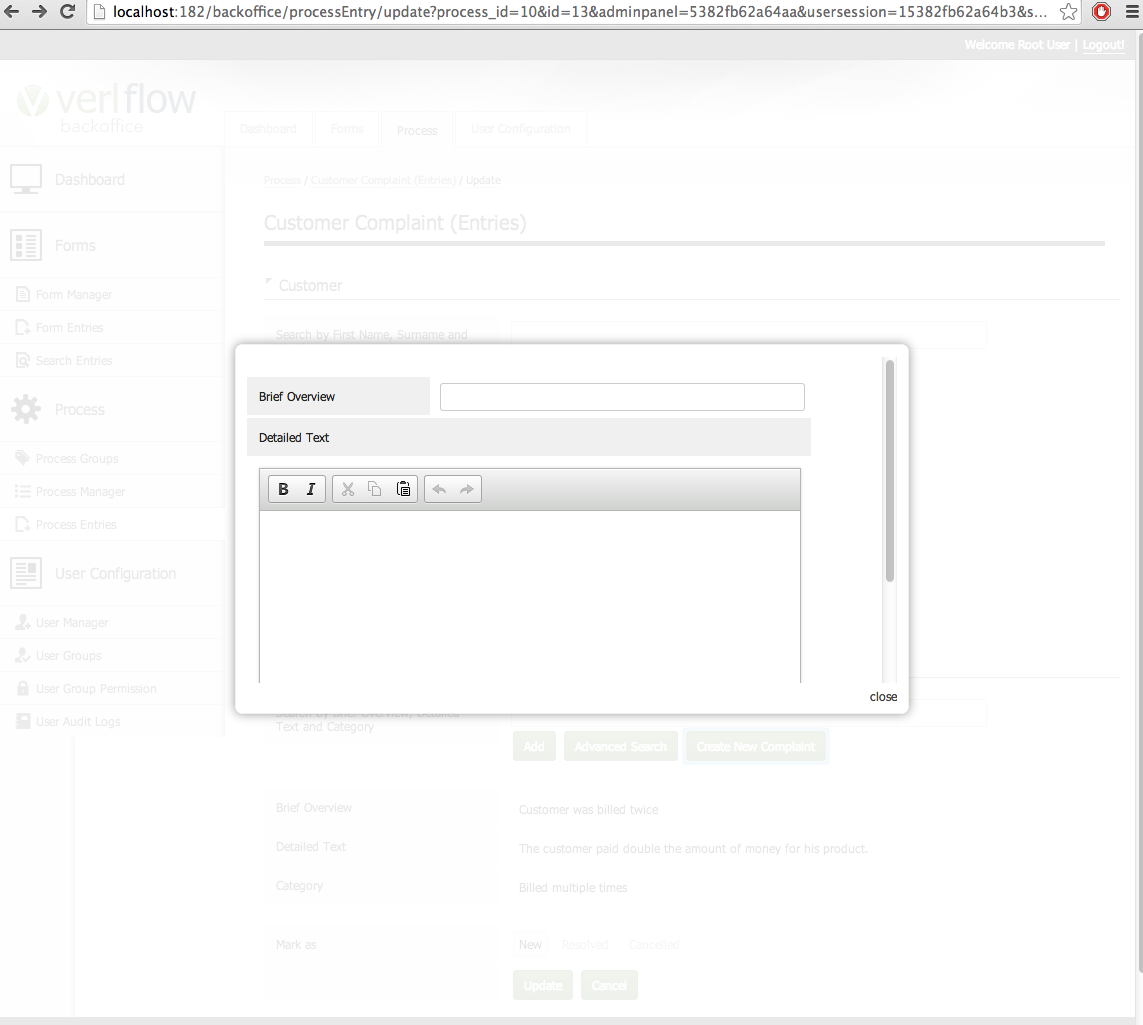 localhost:182/backoffice/processEntry/update?process_id=10&id=13&adminpanel=5382fb62a64aa&usersession=15382fb62a64b3&s...
Welcome Root User | Logout!
verlflow
backoffice
Dashboard Forms Process User Configuration
Dashboard
Forms
Form Manager
Form Entries
Search Entries
Process
Process Groups
Process Manager
Process Entries
User Configuration
User Manager
User Groups
User Group Permission
User Audit Logs
Process / Customer Complaint (Entries) / Update
Customer Complaint (Entries)
Customer
Search by First Name, Surname and
Brief Overview
Detailed Text
B I
close
Search by Brief Overview, Detailed
Text and Category
Add Advanced Search Create New Complaint
Brief Overview Customer was billed twice
Detailed Text The customer paid double the amount of money for his product.
Category Billed multiple times
Mark as New Resolved Cancelled
Update Cancel